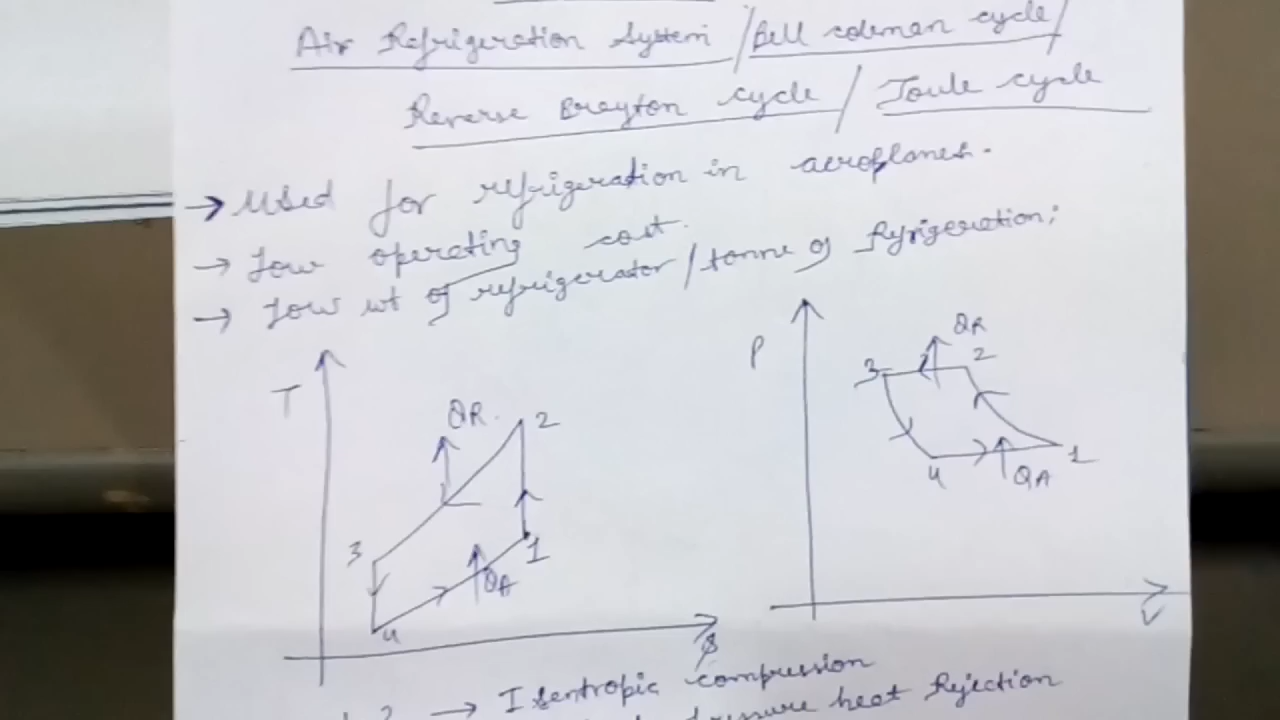 Air Refrigeration System / Bell coleman cycle /
Reverse Brayton cycle / Joule cycle
→ Used for refrigeration in aeroplanes.
→ Low operating cost.
→ Low wt of refrigerator / tonne of Refrigeration;
T
QR
2
3
1
QA
4
S
P
QR
3
2
4
QA
1
V
1 2 → Isentropic compression
pressure heat Rejection